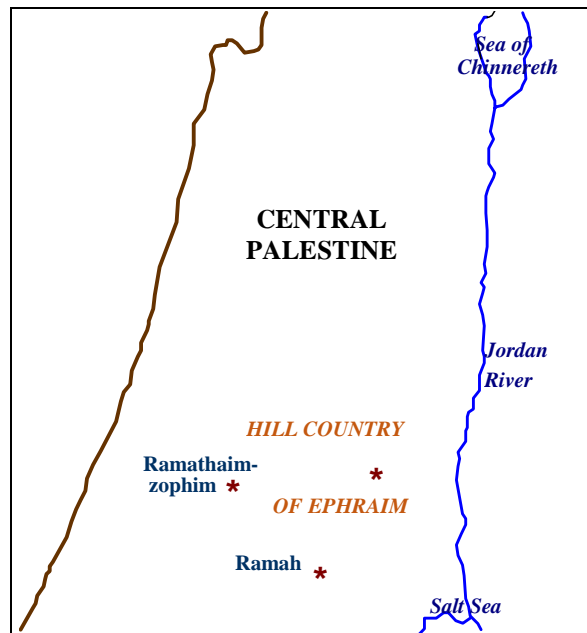 Sea of
Chinnereth
CENTRAL
PALESTINE
Jordan
River
HILL COUNTRY
Ramathaim-
zophim *
*
OF EPHRAIM
Ramah *
Salt Sea